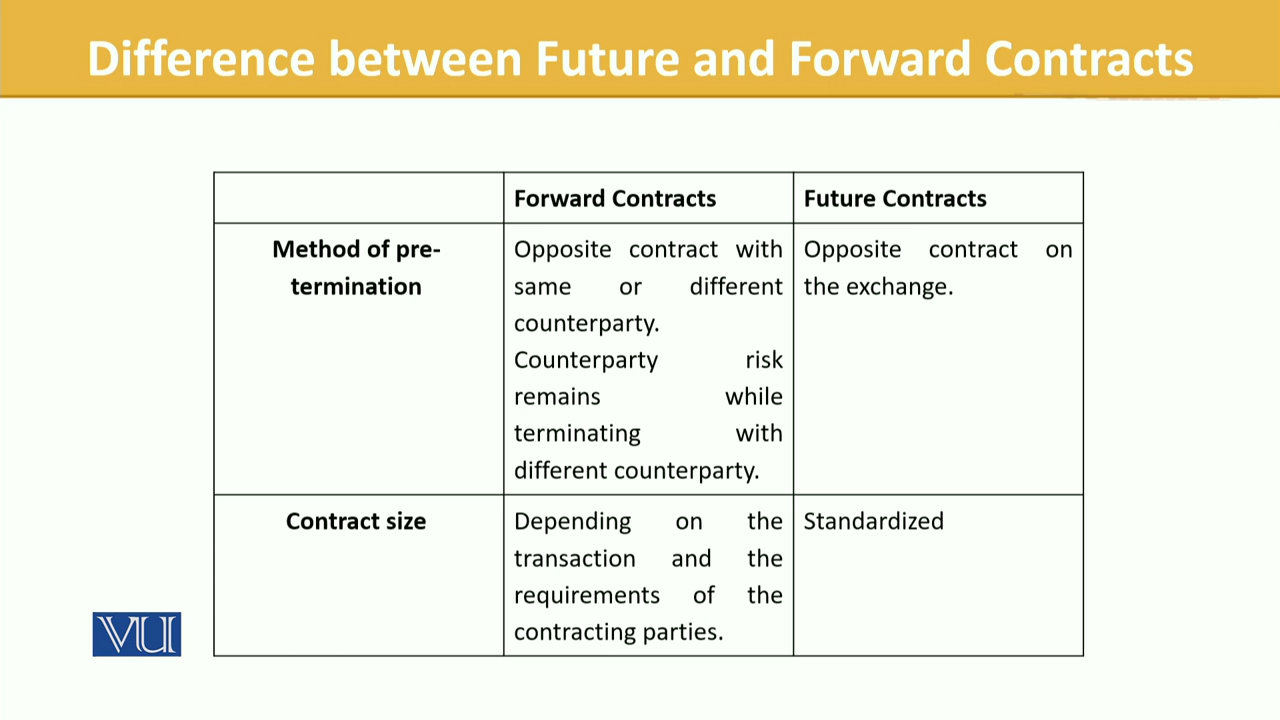 Difference between Future and Forward Contracts
Forward Contracts
Future Contracts
Method of pre-
termination
Opposite contract with
same or different
counterparty.
Counterparty risk
remains while
terminating with
different counterparty.
Opposite contract on
the exchange.
Contract size
Depending on the
transaction and the
requirements of the
contracting parties.
Standardized
VU